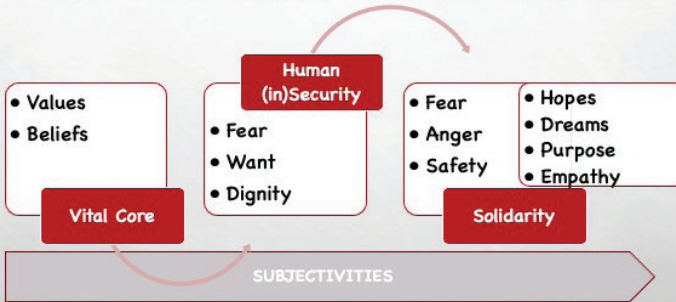 • Values
• Beliefs
Vital Core
Human
(in)Security
• Fear
• Want
• Dignity
• Fear
• Anger
• Safety
• Hopes
• Dreams
• Purpose
• Empathy
Solidarity
SUBJECTIVITIES